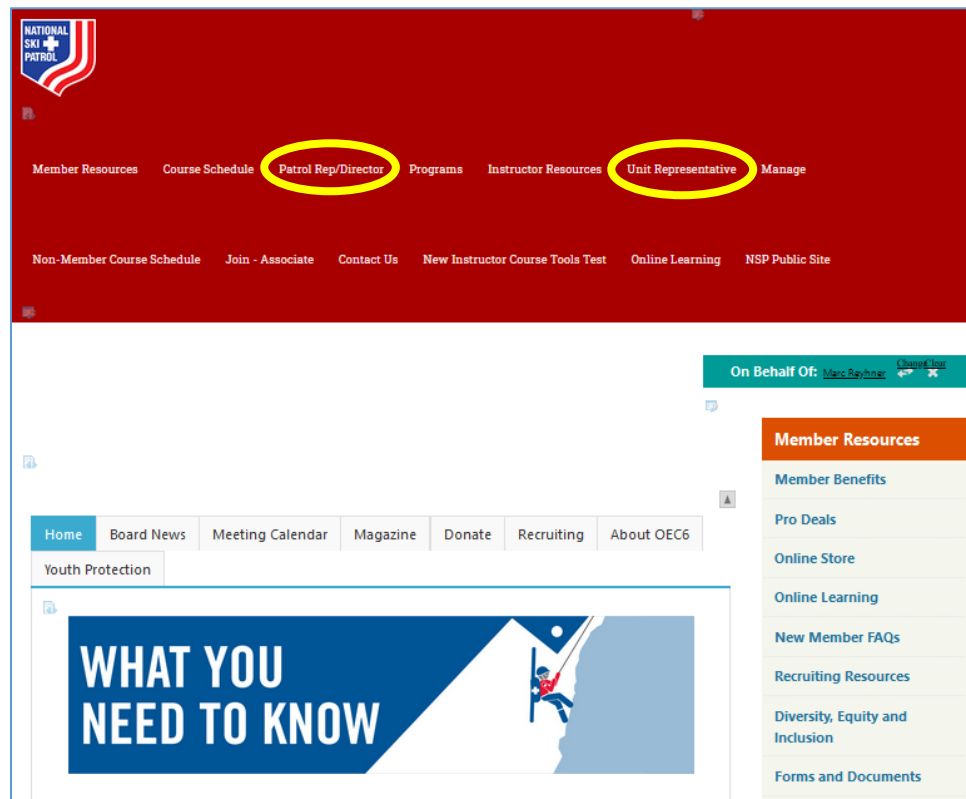 NATIONAL
SKI
PATROL
Member Resources Course Schedule Patrol Rep/Director Programs Instructor Resources Unit Representative Manage
Non-Member Course Schedule Join - Associate Contact Us New Instructor Course Tools Test Online Learning NSP Public Site
On Behalf Of: Marc Rayhner Change Clear
Member Resources
Member Benefits
Pro Deals
Online Store
Online Learning
New Member FAQs
Recruiting Resources
Diversity, Equity and
Inclusion
Forms and Documents
Home Board News Meeting Calendar Magazine Donate Recruiting About OEC6
Youth Protection
WHAT YOU
NEED TO KNOW